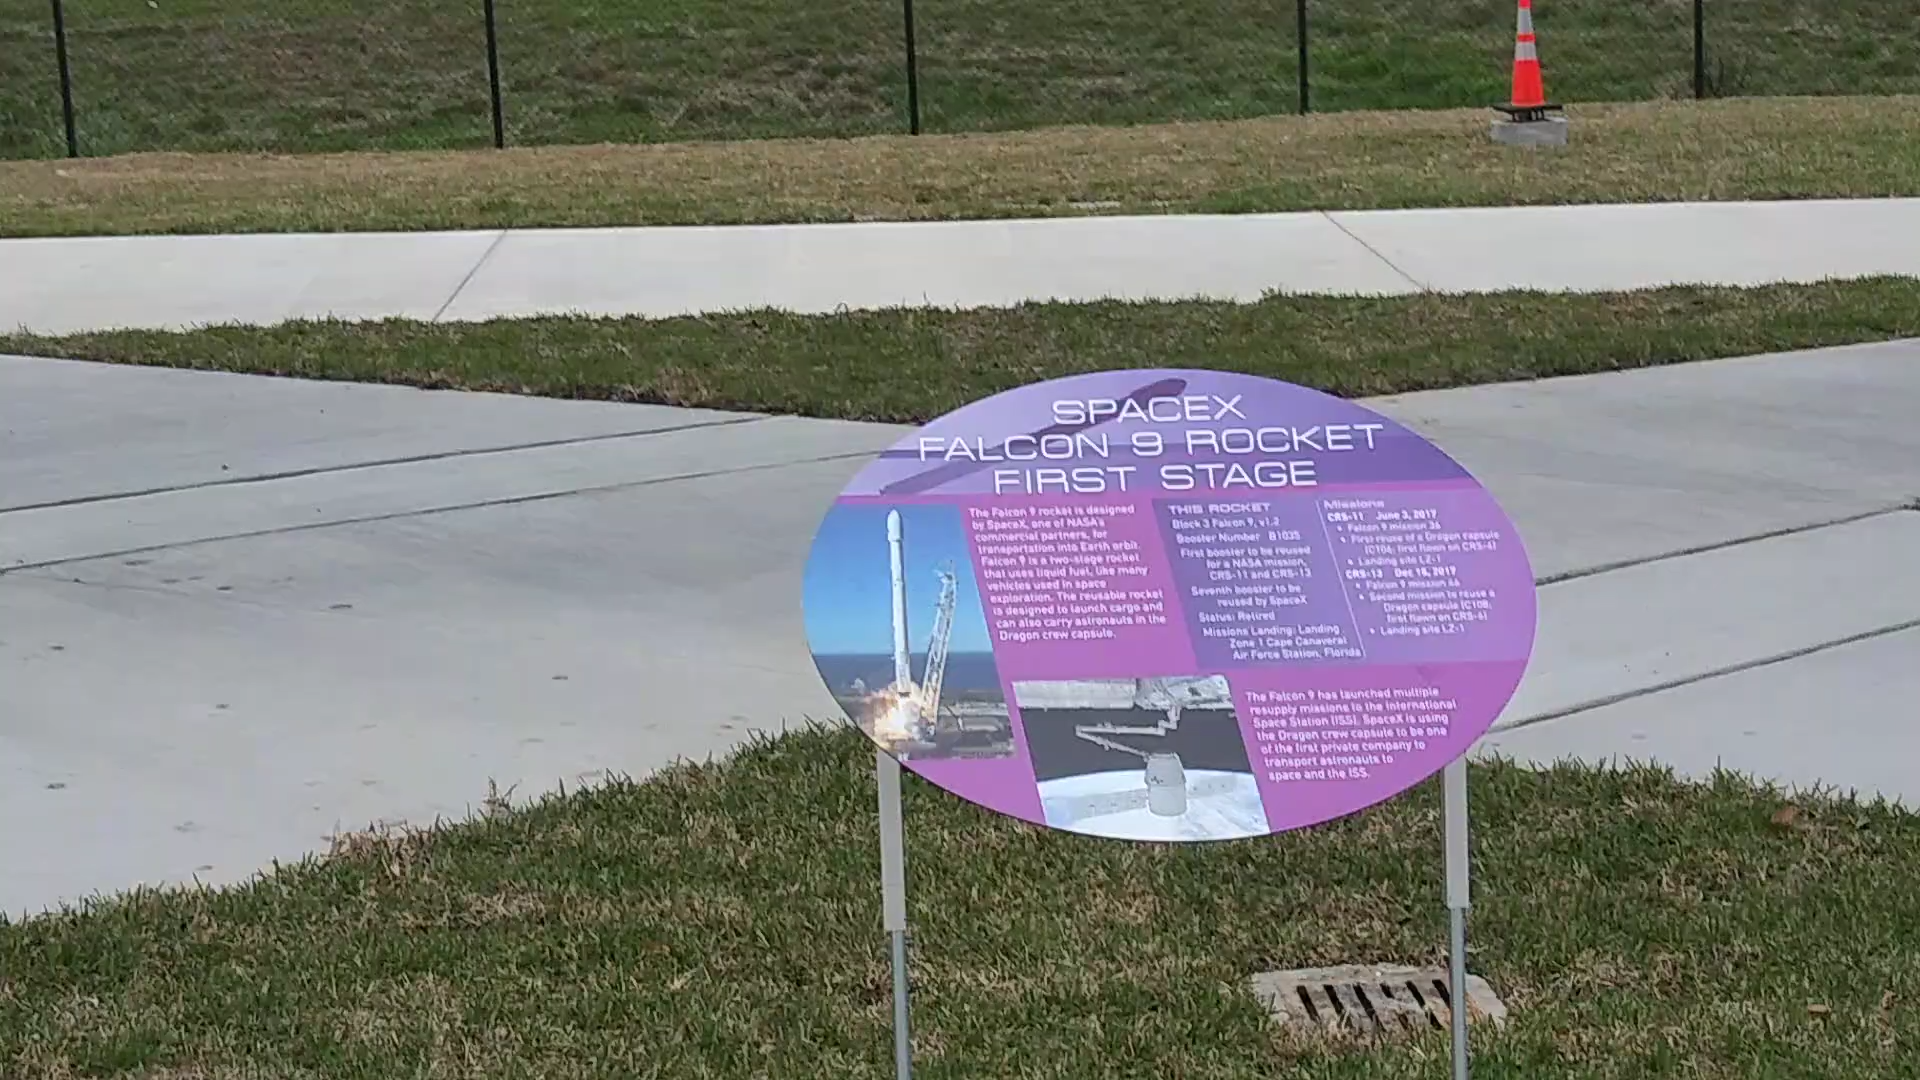 SPACEX
FALCON 9 ROCKET
FIRST STAGE
The Falcon 9 rocket is designed
by SpaceX, one of NASA's
commercial partners, for
transportation into Earth orbit.
Falcon 9 is a two-stage rocket
that uses liquid fuel, like many
vehicles used in space
exploration. The reusable rocket
is designed to launch cargo and
can also carry astronauts in the
Dragon crew capsule.
THIS ROCKET
Block 3 Falcon 9, v1.2
Booster Number B1035
First booster to be reused
for a NASA mission,
CRS-11 and CRS-13
Seventh booster to be
reused by SpaceX
Status: Retired
Missions Landing: Landing
Zone 1 Cape Canaveral
Air Force Station, Florida
Missions
CRS-11 June 3, 2017
• Falcon 9 mission 36
• First reuse of a Dragon capsule
(C106; first flown on CRS-4)
• Landing site LZ-1
CRS-13 Dec 15, 2017
• Falcon 9 mission
• Second mission to reuse a
Dragon capsule (C108;
first flown on CRS-6)
• Landing site LZ-1
The Falcon 9 has launched multiple
resupply missions to the International
Space Station (ISS). SpaceX is using
the Dragon crew capsule to be one
of the first private company to
transport astronauts to
space and the ISS.